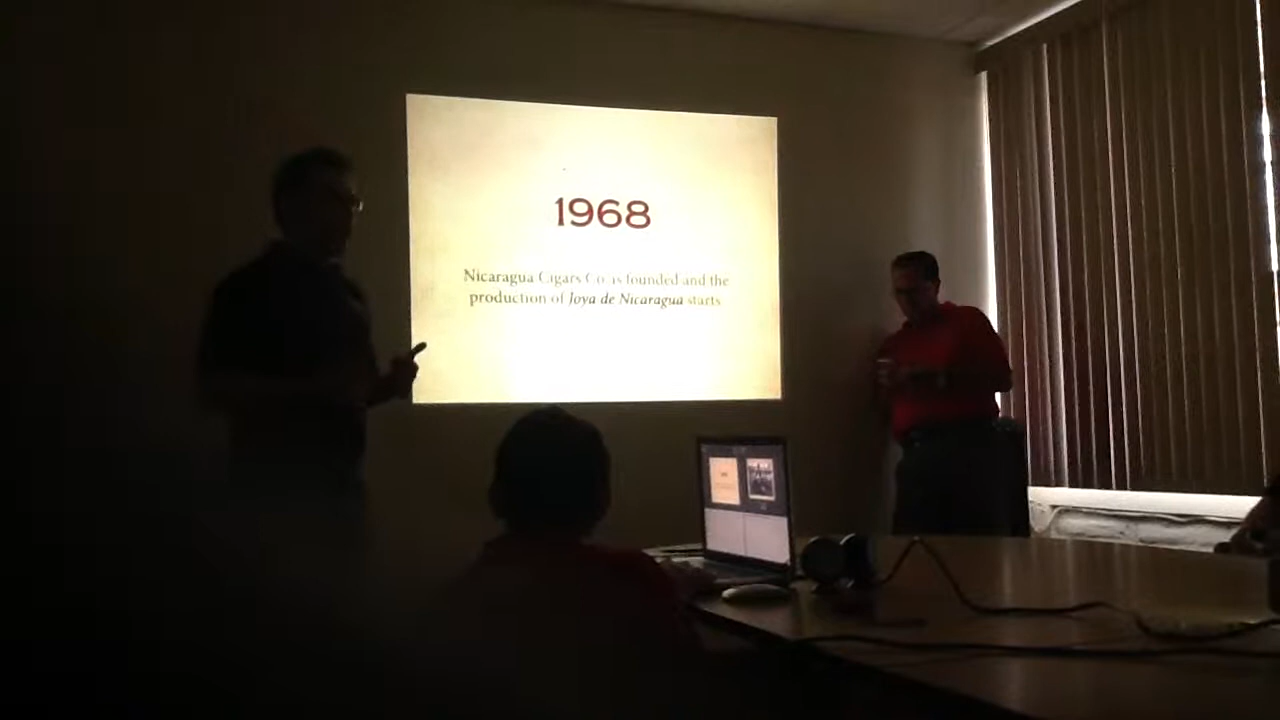 1968
Nicaragua Cigars Co. is founded and the
production of Joya de Nicaragua starts